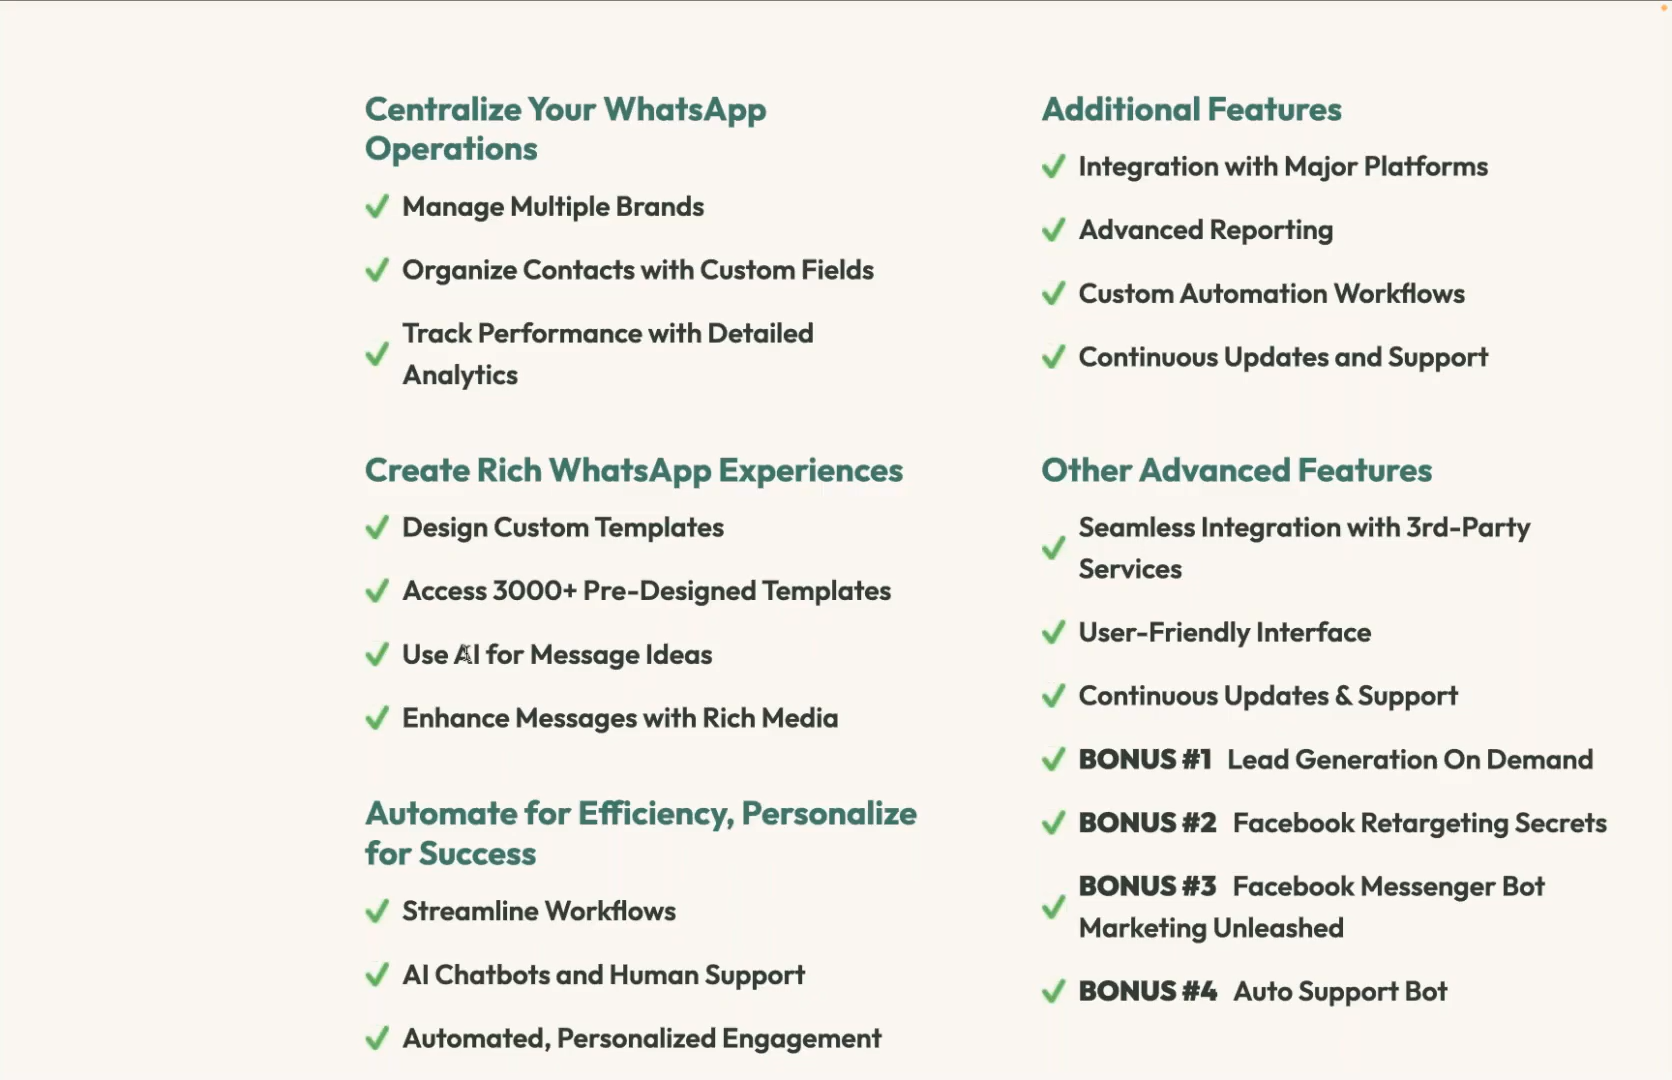 Centralize Your WhatsApp
Operations
Manage Multiple Brands
Organize Contacts with Custom Fields
Track Performance with Detailed
Analytics
Create Rich WhatsApp Experiences
Design Custom Templates
Access 3000+ Pre-Designed Templates
Use AI for Message Ideas
Enhance Messages with Rich Media
Automate for Efficiency, Personalize
for Success
Streamline Workflows
AI Chatbots and Human Support
Automated, Personalized Engagement
Additional Features
Integration with Major Platforms
Advanced Reporting
Custom Automation Workflows
Continuous Updates and Support
Other Advanced Features
Seamless Integration with 3rd-Party
Services
User-Friendly Interface
Continuous Updates & Support
BONUS #1 Lead Generation On Demand
BONUS #2 Facebook Retargeting Secrets
BONUS #3 Facebook Messenger Bot
Marketing Unleashed
BONUS #4 Auto Support Bot